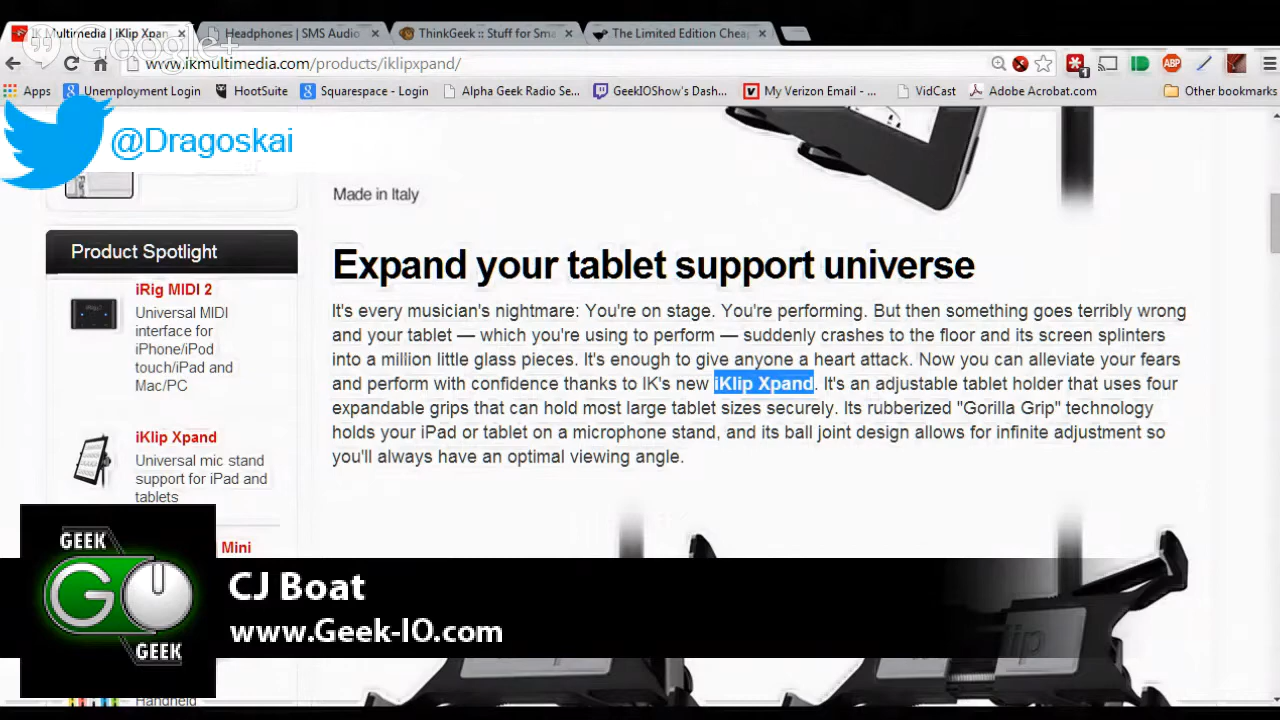 IK Multimedia | iKlip Xpan
Headphones | SMS Audio
ThinkGeek :: Stuff for Sma
The Limited Edition Cheap
Google+
www.ikmultimedia.com/products/iklipxpand/
1
ABP
Apps
Unemployment Login
HootSuite
Squarespace - Login
Alpha Geek Radio Se...
GeekIOShow's Dash...
My Verizon Email - ...
VidCast
Adobe Acrobat.com
Other bookmarks
@Dragoskai
Made in Italy
Product Spotlight
iRig MIDI 2
Universal MIDI
interface for
iPhone/iPod
touch/iPad and
Mac/PC
iKlip Xpand
Universal mic stand
support for iPad and
tablets
Mini
Handheld
Expand your tablet support universe
It's every musician's nightmare: You're on stage. You're performing. But then something goes terribly wrong
and your tablet — which you're using to perform — suddenly crashes to the floor and its screen splinters
into a million little glass pieces. It's enough to give anyone a heart attack. Now you can alleviate your fears
and perform with confidence thanks to IK's new iKlip Xpand. It's an adjustable tablet holder that uses four
expandable grips that can hold most large tablet sizes securely. Its rubberized "Gorilla Grip" technology
holds your iPad or tablet on a microphone stand, and its ball joint design allows for infinite adjustment so
you'll always have an optimal viewing angle.
GEEK
GO
GEEK
CJ Boat
www.Geek-IO.com